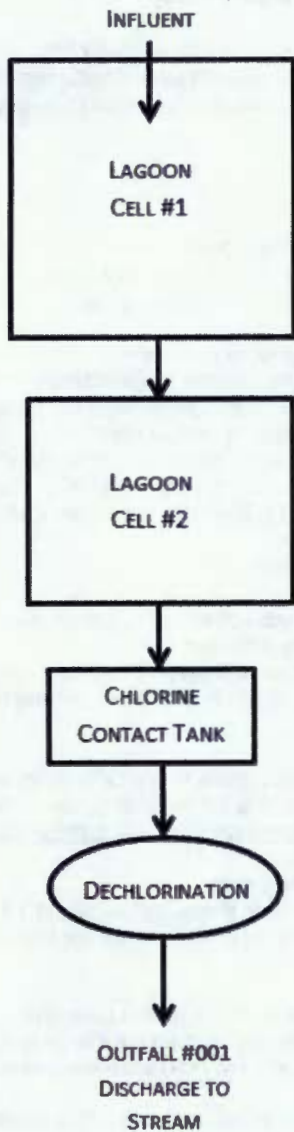 INFLUENT
LAGOON
CELL #1
LAGOON
CELL #2
CHLORINE
CONTACT TANK
DECHLORINATION
OUTFALL #001
DISCHARGE TO
STREAM